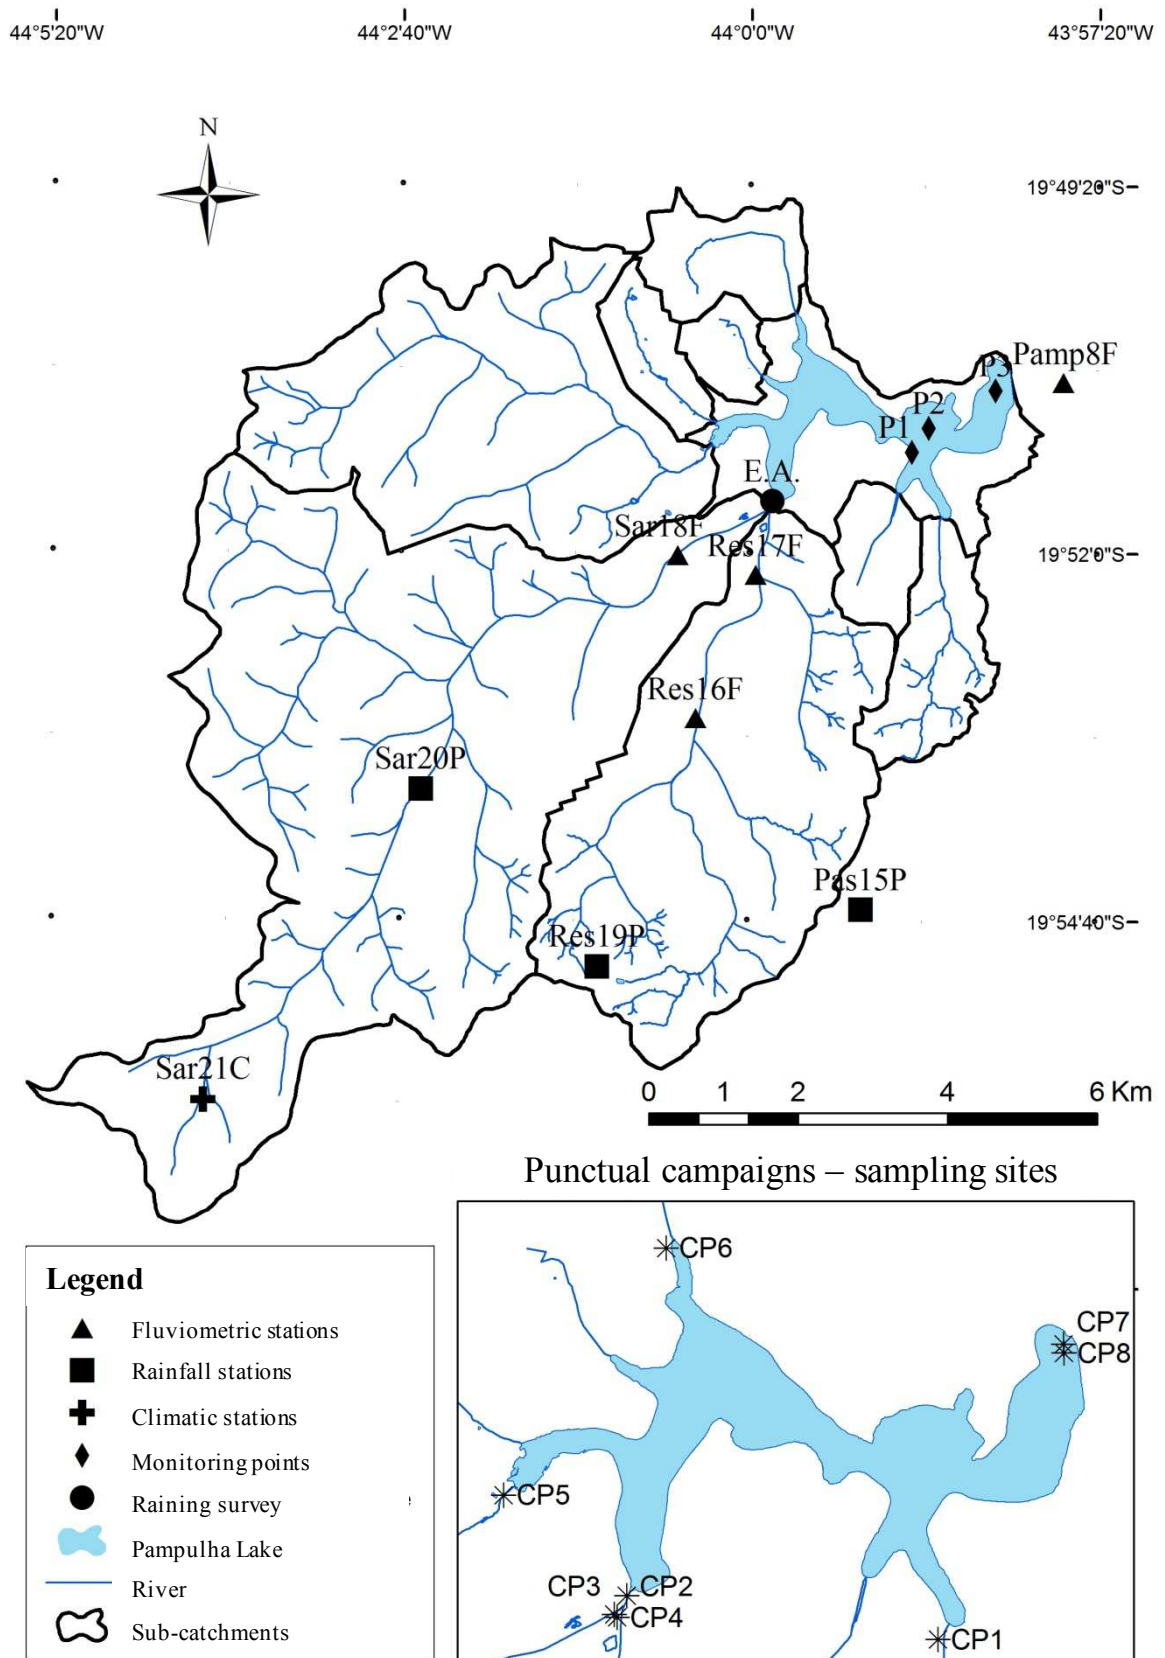 44°5'20"W 44°2'40"W 44°0'0"W 43°57'20"W
N
19°49'20"S
Pamp8F
P3
P2
P1
E.A.
Sar18F
Res17F
19°52'0"S
Res16F
Sar20P
Pas15P
19°54'40"S
Res19P
Sar21C
0 1 2 4 6 Km
Punctual campaigns – sampling sites
CP6
CP7
CP8
CP5
CP3 CP2
CP4
CP1
Legend
Fluviometric stations
Rainfall stations
Climatic stations
Monitoring points
Raining survey
Pampulha Lake
River
Sub-catchments